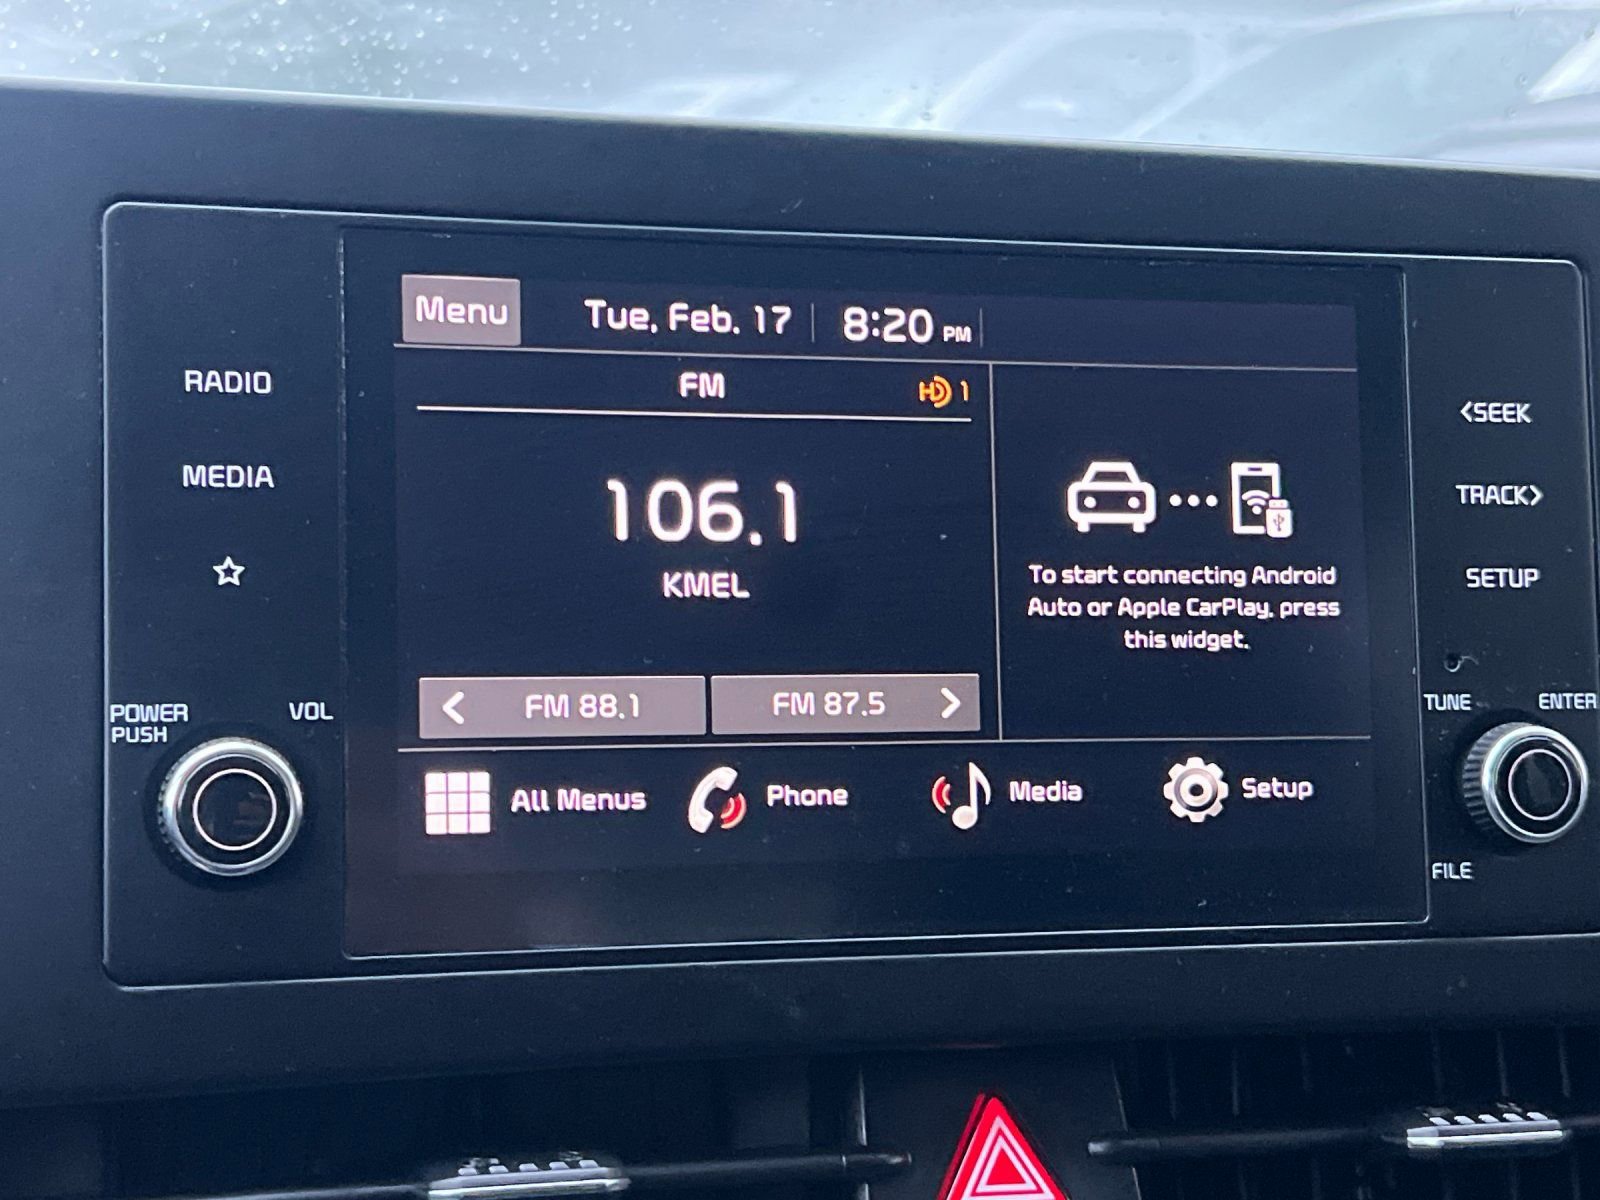 Menu
Tue, Feb. 17
8:20 PM
FM
HD 1
106.1
KMEL
To start connecting Android
Auto or Apple CarPlay, press
this widget.
< FM 88.1
FM 87.5 >
All Menus
Phone
Media
Setup
RADIO
MEDIA
POWER
PUSH
VOL
<SEEK
TRACK>
SETUP
TUNE
ENTER
FILE